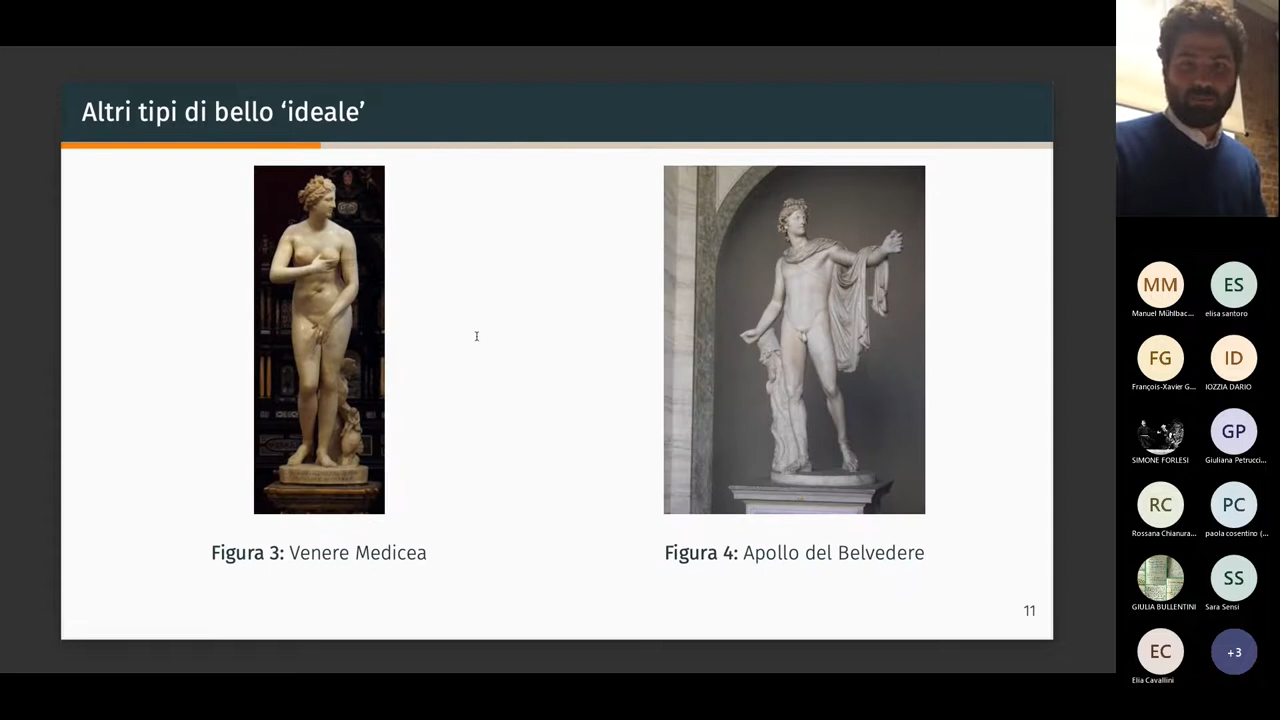 Altri tipi di bello ‘ideale’
Figura 3: Venere Medicea
Figura 4: Apollo del Belvedere
11
MM
Manuel Mühlbac...
ES
elisa santoro
FG
François-Xavier G...
ID
IOZZIA DARIO
SIMONE FORLESI
GP
Giuliana Petrucci...
RC
Rossana Chianura...
PC
paola cosentino (...
GIULIA BULLENTINI
SS
Sara Sensi
EC
Elia Cavallini
+3